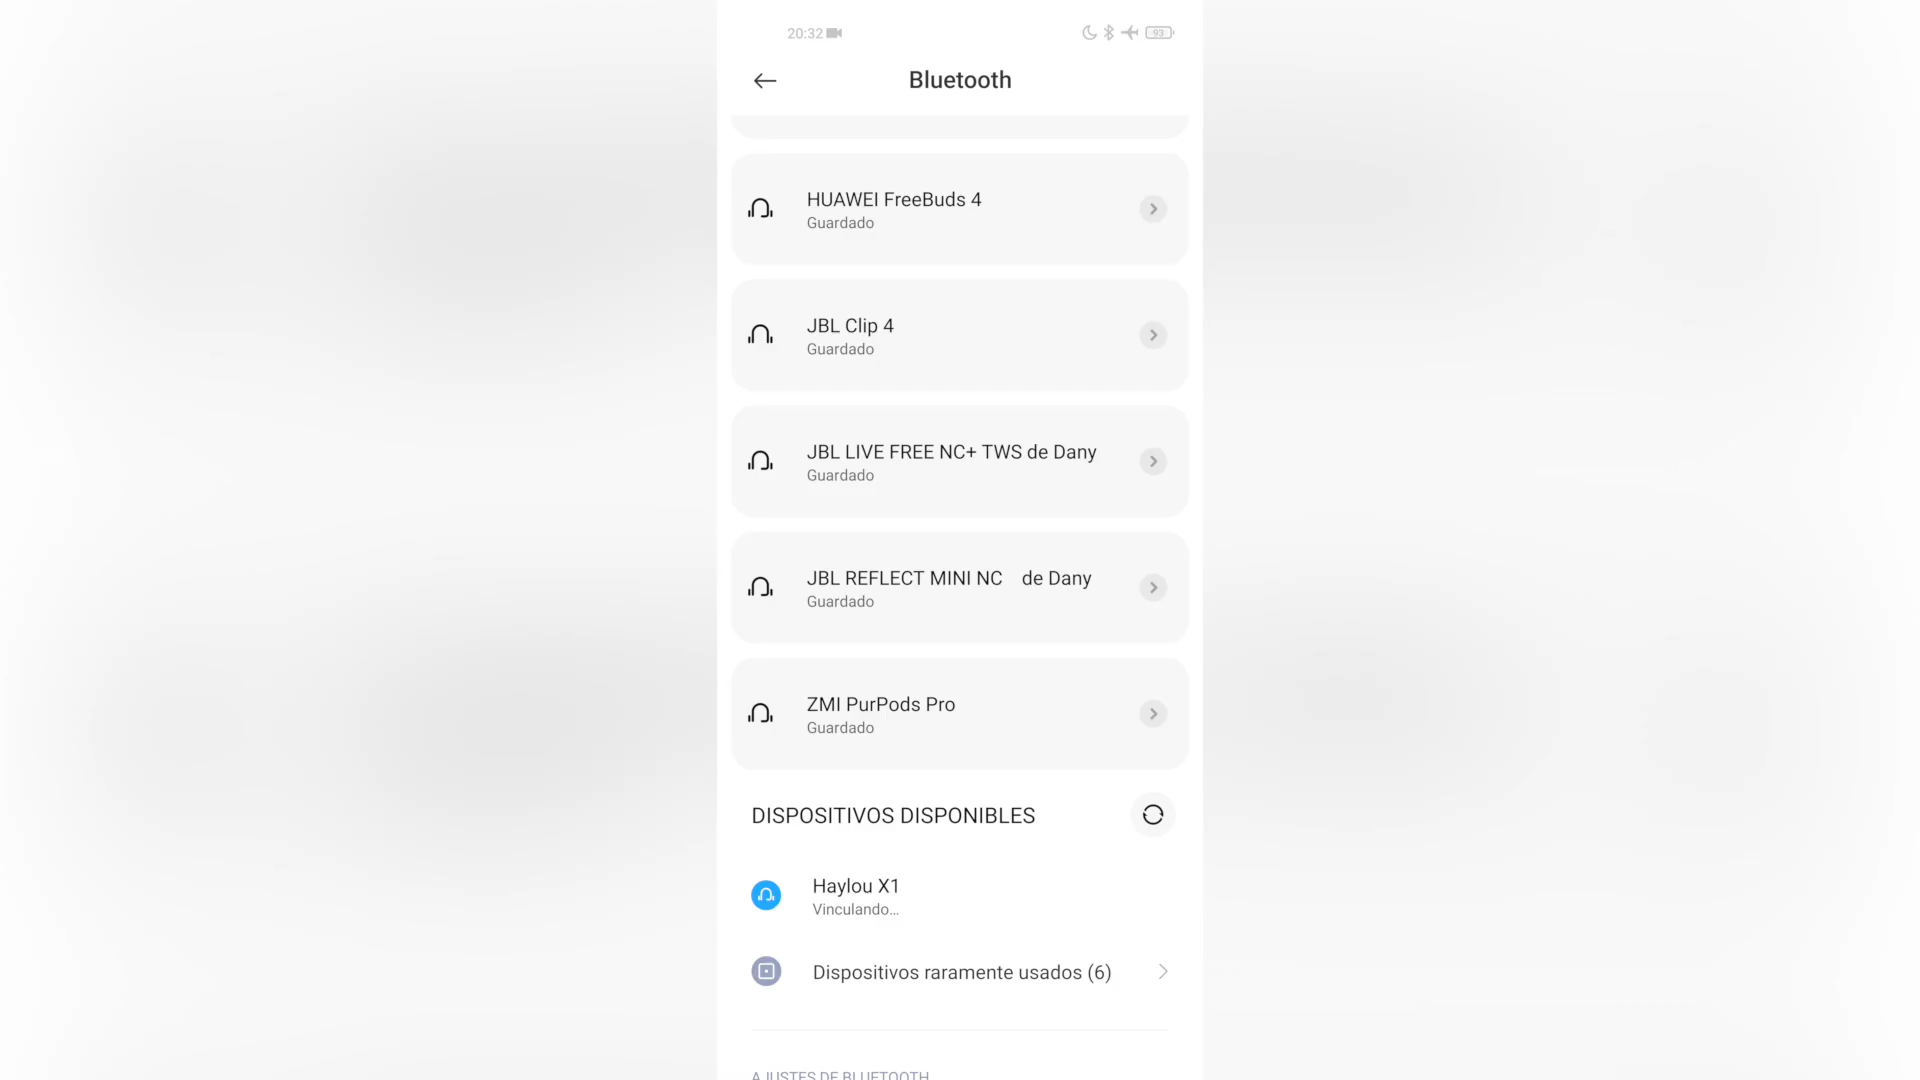 20:32
93
Bluetooth
HUAWEI FreeBuds 4
Guardado
JBL Clip 4
Guardado
JBL LIVE FREE NC+ TWS de Dany
Guardado
JBL REFLECT MINI NC de Dany
Guardado
ZMI PurPods Pro
Guardado
DISPOSITIVOS DISPONIBLES
Haylou X1
Vinculando...
Dispositivos raramente usados (6)
AJUSTES DE BLUETOOTH